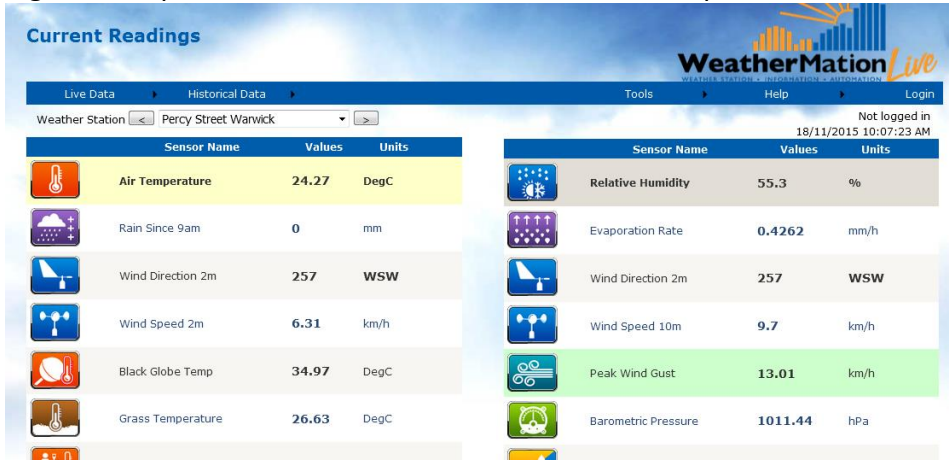 Current Readings
WeatherMation Live
WEATHER STATION • INFORMATION • AUTOMATION
Live Data Historical Data Tools Help Login
Weather Station < Percy Street Warwick >
Not logged in
18/11/2015 10:07:23 AM
Sensor Name Values Units
Air Temperature 24.27 DegC
Rain Since 9am 0 mm
Wind Direction 2m 257 WSW
Wind Speed 2m 6.31 km/h
Black Globe Temp 34.97 DegC
Grass Temperature 26.63 DegC
Sensor Name Values Units
Relative Humidity 55.3 %
Evaporation Rate 0.4262 mm/h
Wind Direction 2m 257 WSW
Wind Speed 10m 9.7 km/h
Peak Wind Gust 13.01 km/h
Barometric Pressure 1011.44 hPa